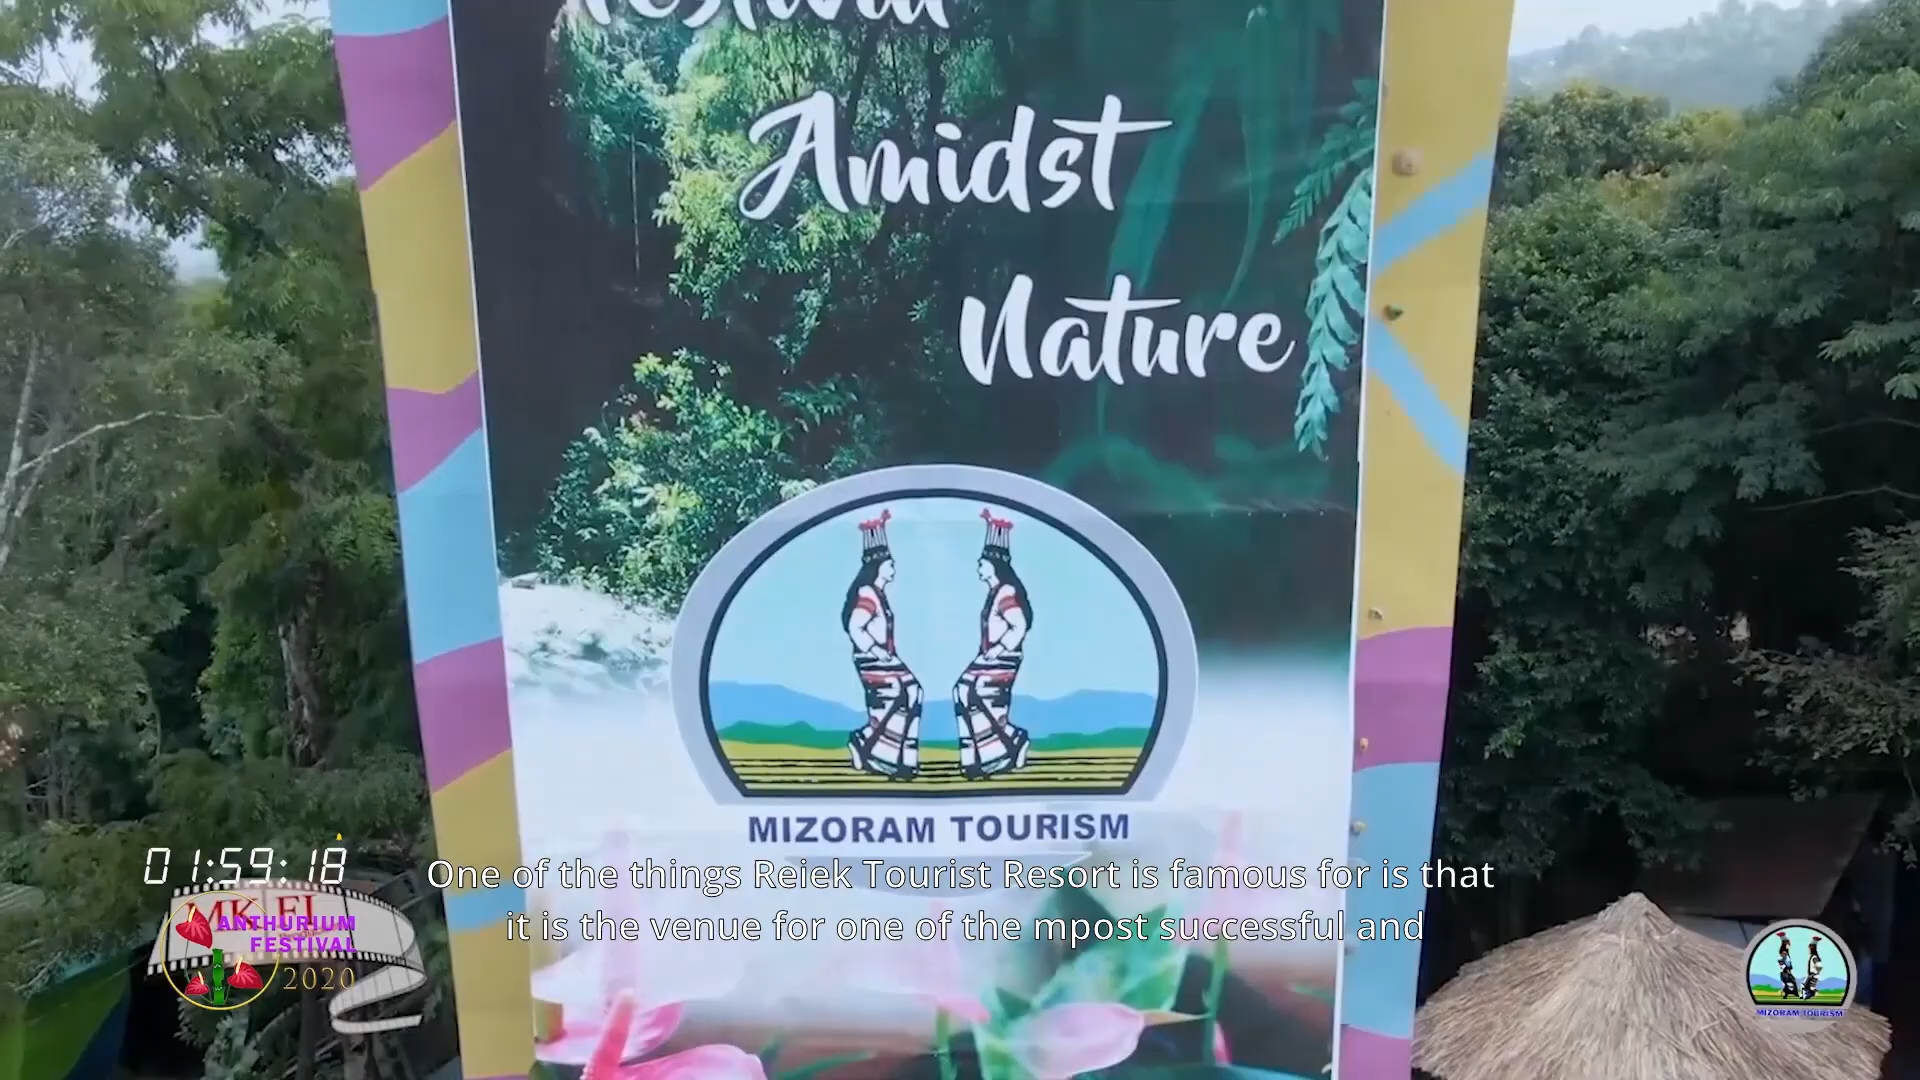 Festival
Amidst
Nature
MIZORAM TOURISM
01:59:18
One of the things Reiek Tourist Resort is famous for is that
it is the venue for one of the mpost successful and
ANTHURIUM
FESTIVAL
2020
MIZORAM TOURISM